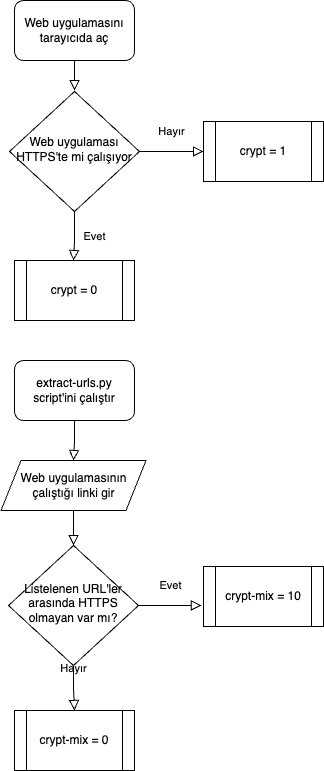 Web uygulamasını
tarayıcıda aç
Web uygulaması
HTTPS'te mi çalışıyor
Hayır
crypt = 1
Evet
crypt = 0
extract-urls.py
script'ini çalıştır
Web uygulamasının
çalıştığı linki gir
Listelenen URL'ler
arasında HTTPS
olmayan var mı?
Evet
crypt-mix = 10
Hayır
crypt-mix = 0